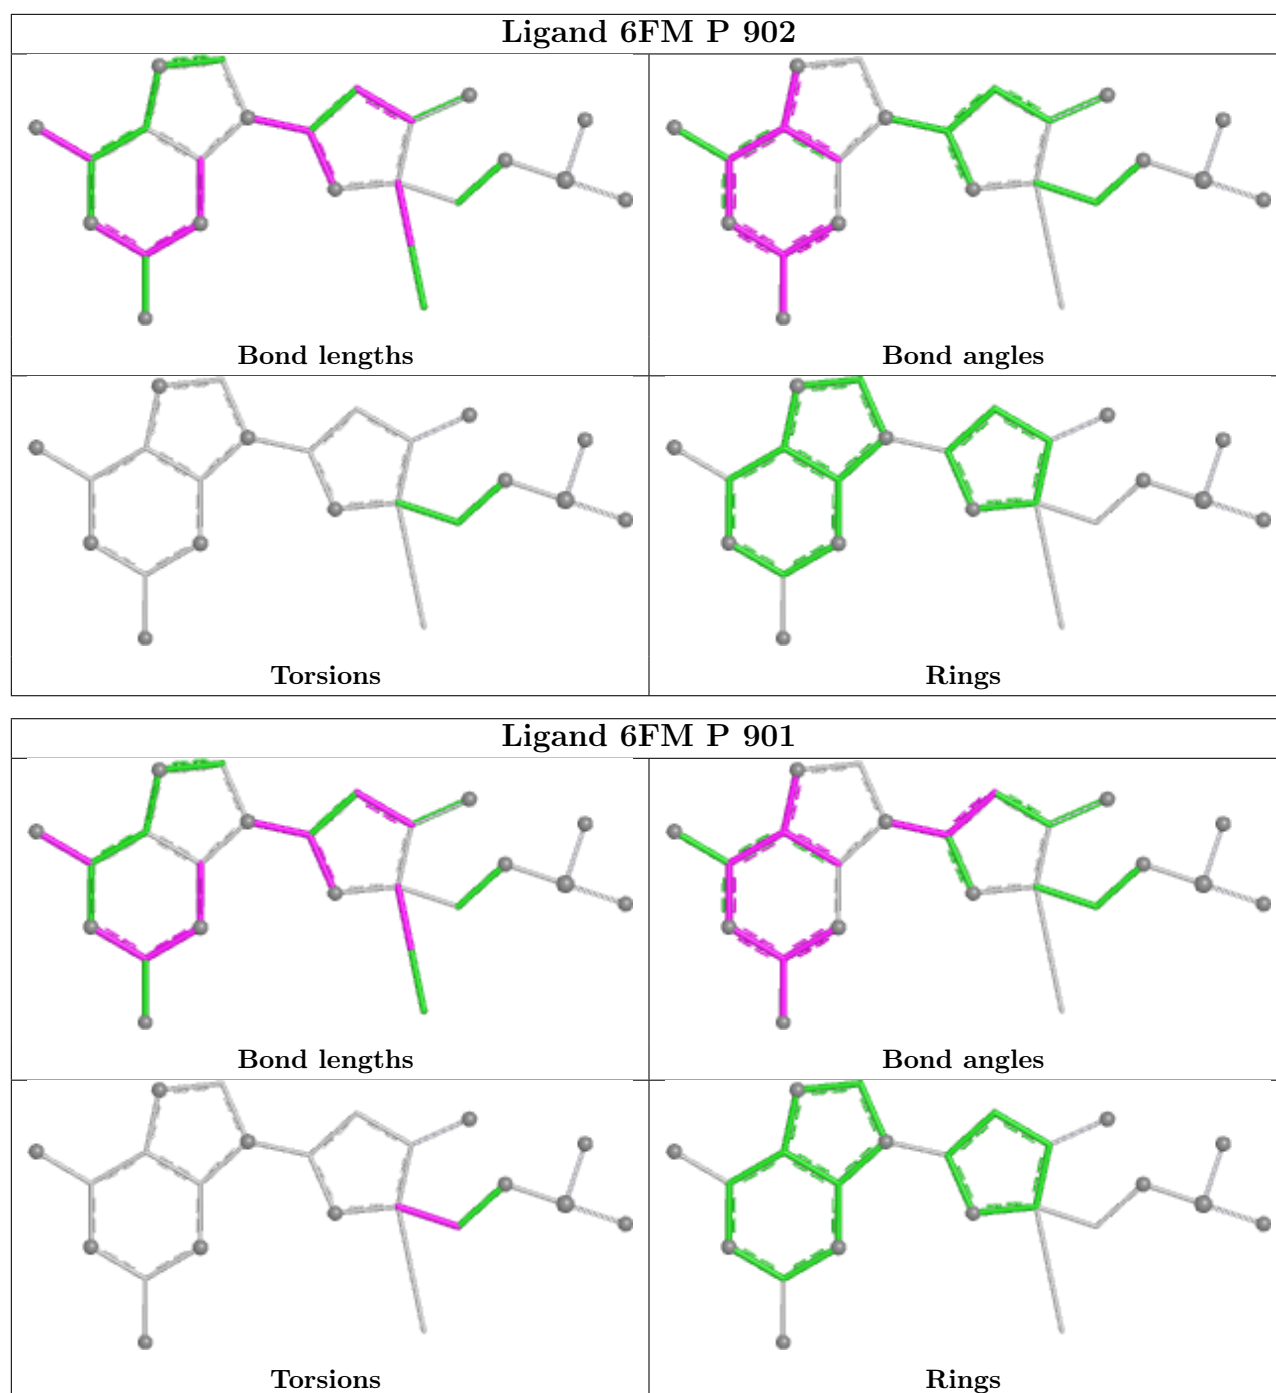 Ligand 6FM P 902
Bond lengths
Bond angles
Torsions
Rings
Ligand 6FM P 901
Bond lengths
Bond angles
Torsions
Rings